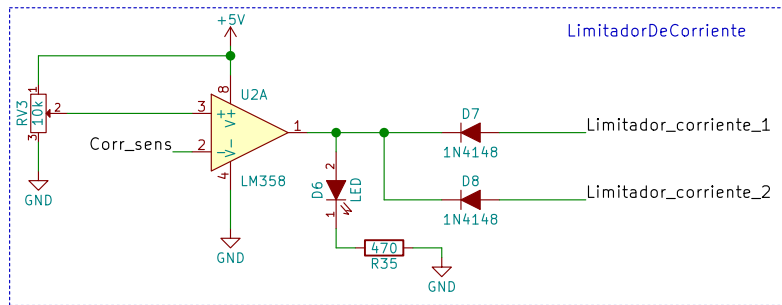 LimitadorDeCorriente
+5V
RV3
10k
1
2
3
8
U2A
3
+
V+
1
2
-
V-
4
LM358
Corr_sens
GND
GND
D7
1N4148
Limitador_corriente_1
D8
1N4148
Limitador_corriente_2
2
D6
LED
1
470
R35
GND